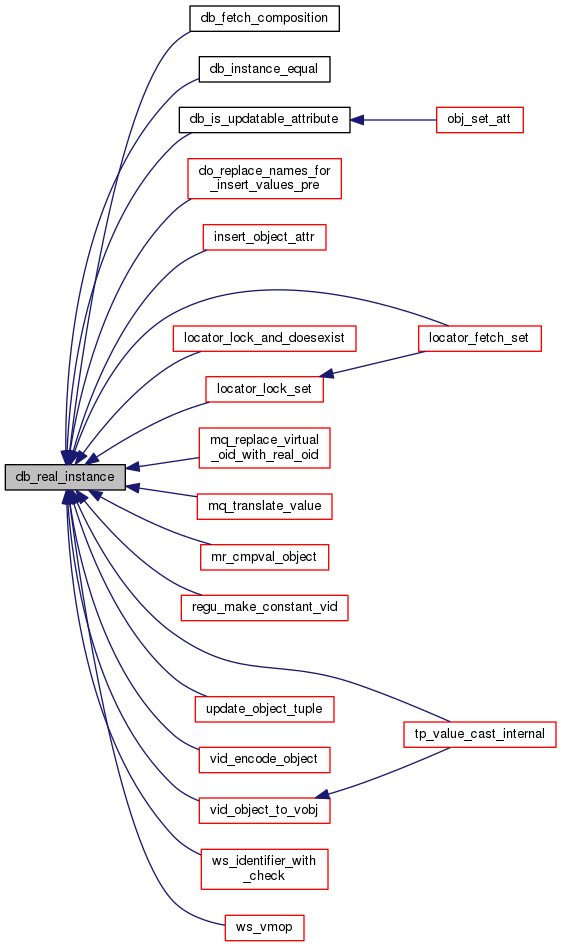 db_fetch_composition
db_instance_equal
db_is_updatable_attribute
obj_set_att
do_replace_names_for
_insert_values_pre
insert_object_attr
locator_lock_and_doesexist
locator_fetch_set
locator_lock_set
mq_replace_virtual
_oid_with_real_oid
db_real_instance
mq_translate_value
mr_cmpval_object
regu_make_constant_vid
update_object_tuple
tp_value_cast_internal
vid_encode_object
vid_object_to_vobj
ws_identifier_with
_check
ws_vmop